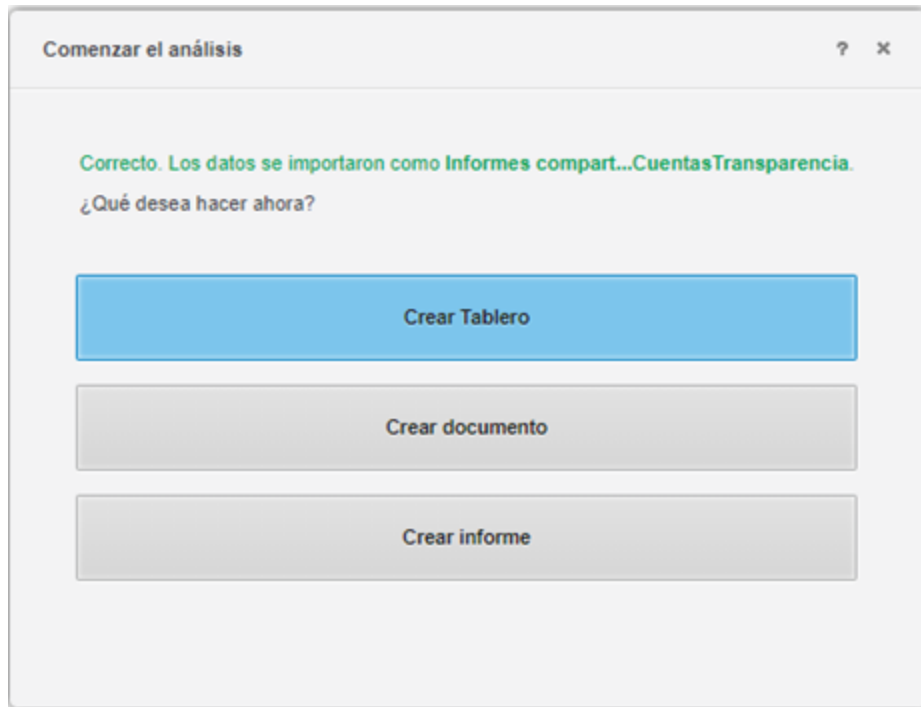 Comenzar el análisis ? ×
Correcto. Los datos se importaron como Informes compart...CuentasTransparencia.
¿Qué desea hacer ahora?
Crear Tablero
Crear documento
Crear informe